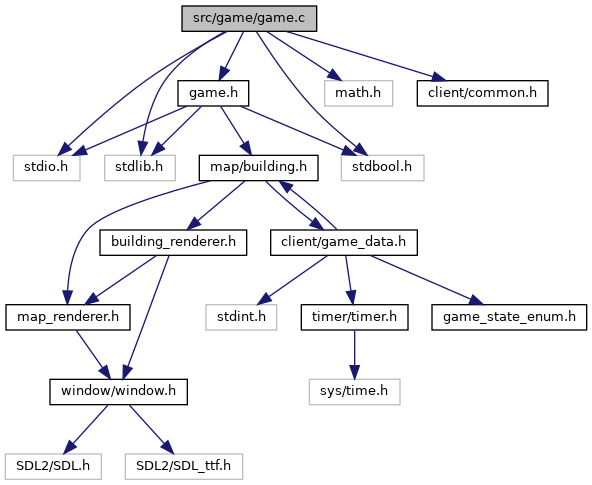 src/game/game.c
game.h
math.h
client/common.h
stdio.h
stdlib.h
map/building.h
stdbool.h
building_renderer.h
client/game_data.h
map_renderer.h
stdint.h
timer/timer.h
game_state_enum.h
window/window.h
sys/time.h
SDL2/SDL.h
SDL2/SDL_ttf.h